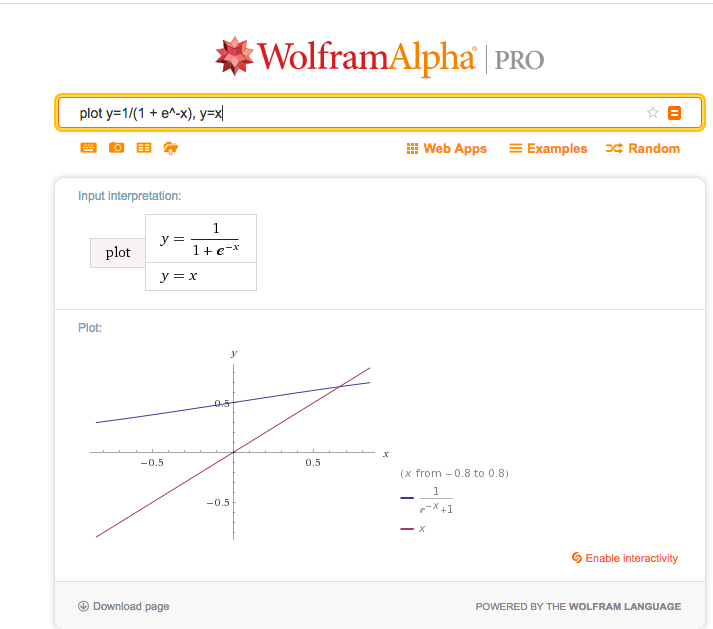 WolframAlpha PRO
plot y=1/(1 + e^-x), y=x
Web Apps Examples Random
Input interpretation:
plot
y = 1 / 1 + e^-x
y = x
Plot:
y
0.5
x
-0.5 0.5
-0.5
(x from -0.8 to 0.8)
1 / e^-x + 1
x
Enable interactivity
Download page POWERED BY THE WOLFRAM LANGUAGE